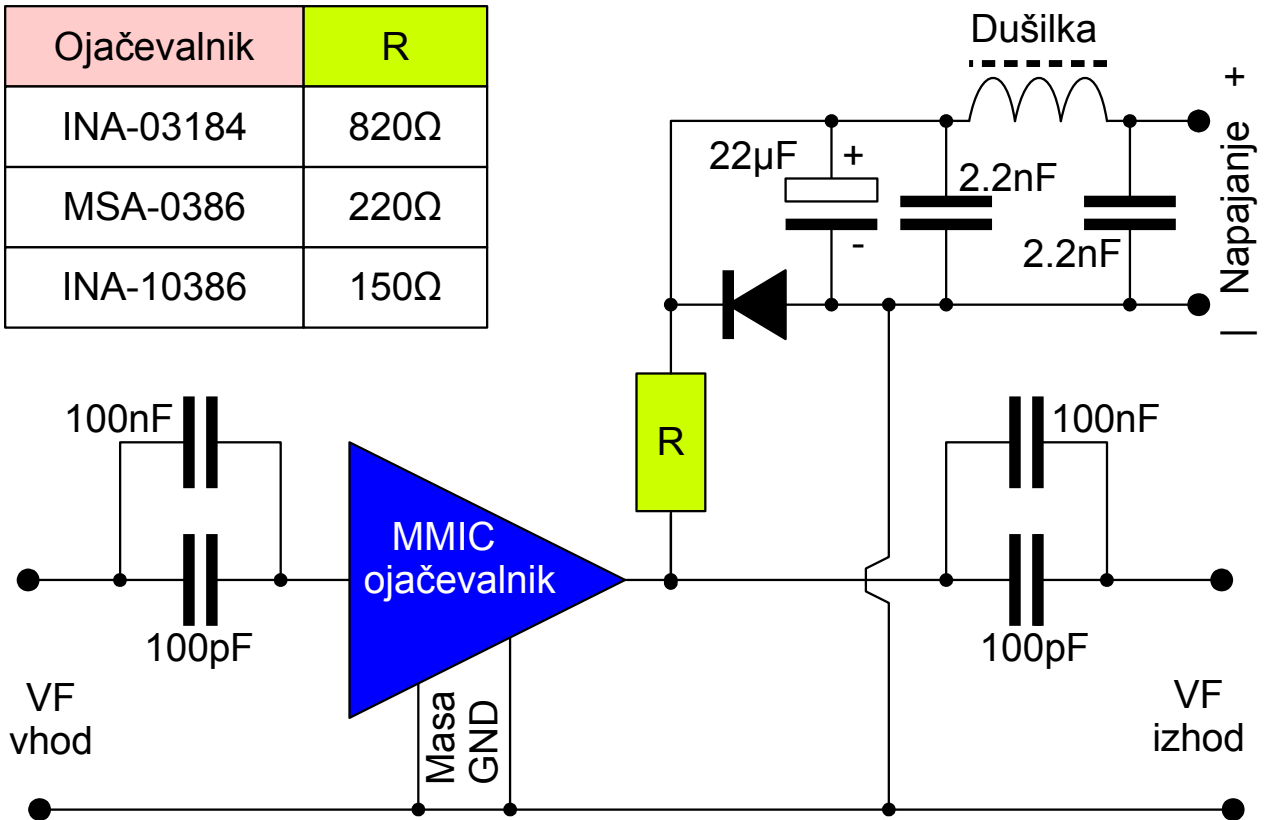 Ojačevalnik R
INA-03184 820Ω
MSA-0386 220Ω
INA-10386 150Ω
Dušilka
22µF
+
-
2.2nF
2.2nF
| Napajanje +
R
100nF
100pF
MMIC
ojačevalnik
Masa
GND
100nF
100pF
VF
vhod
VF
izhod